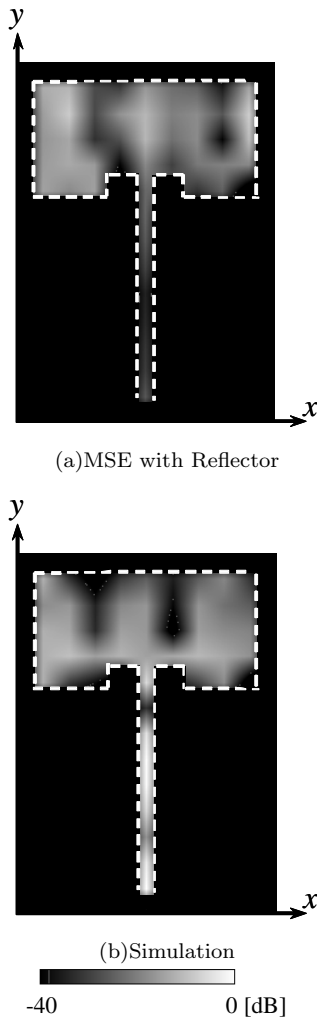 y
x
(a)MSE with Reflector
y
x
(b)Simulation
-40 0 [dB]